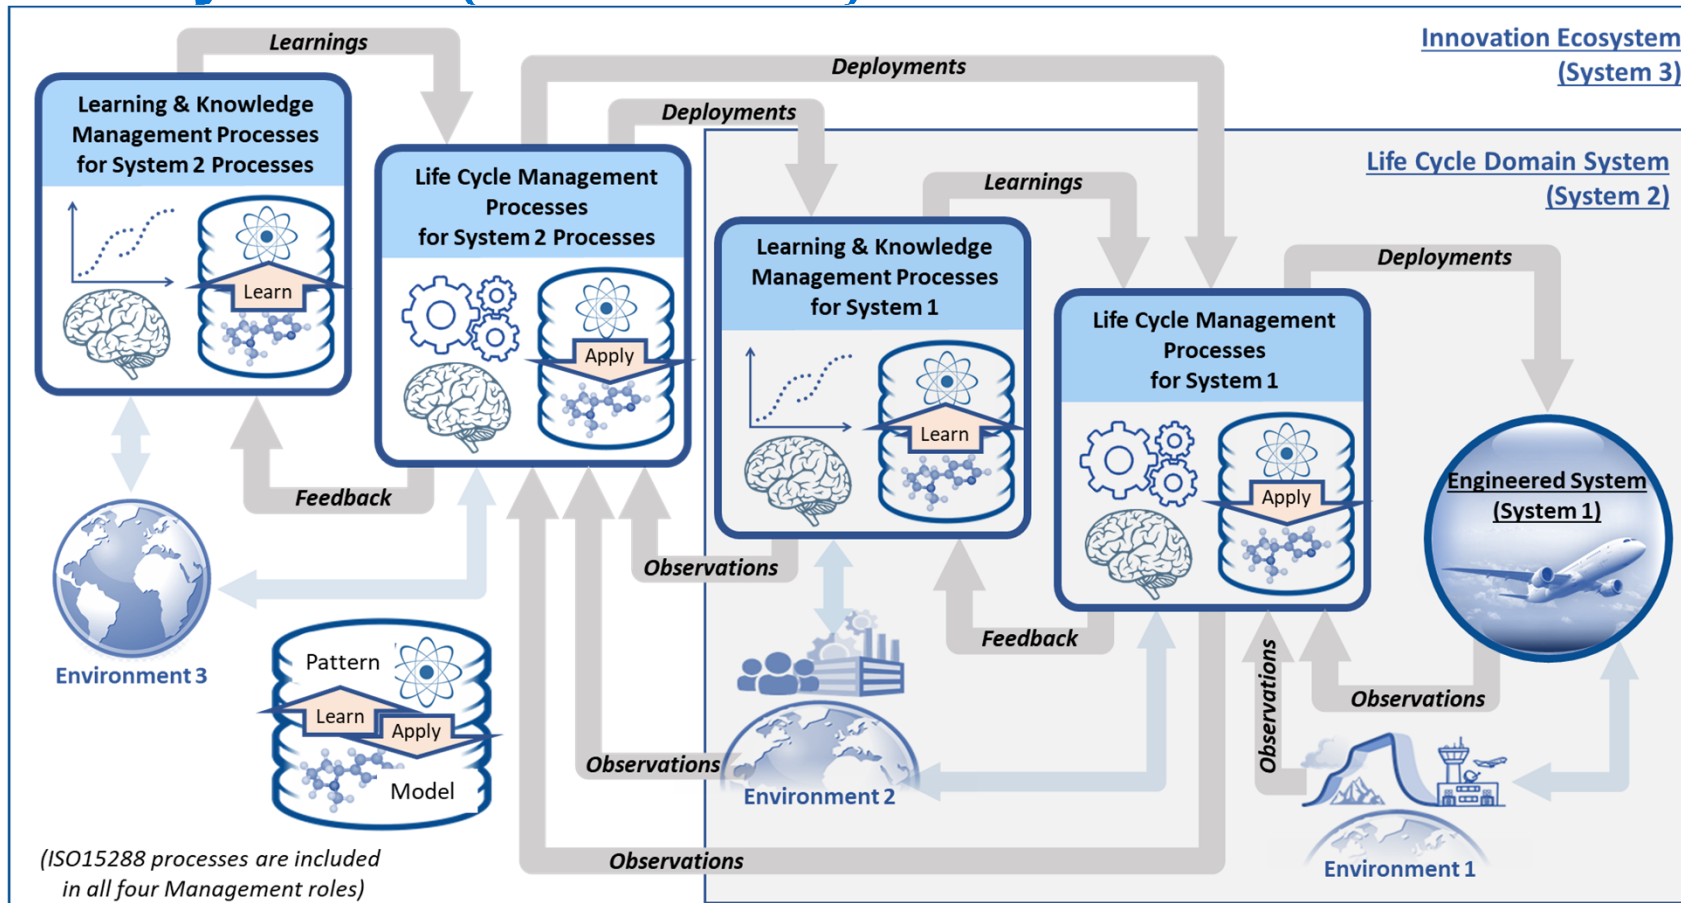 Learnings
Deployments
Innovation Ecosystem
(System 3)
Learning & Knowledge
Management Processes
for System 2 Processes
Learn
Life Cycle Management
Processes
for System 2 Processes
Apply
Deployments
Life Cycle Domain System
(System 2)
Learnings
Learning & Knowledge
Management Processes
for System 1
Learn
Deployments
Life Cycle Management
Processes
for System 1
Apply
Engineered System
(System 1)
Feedback
Observations
Feedback
Observations
Observations
Environment 3
Pattern
Learn
Apply
Model
Observations
Environment 2
Observations
Environment 1
(ISO15288 processes are included
in all four Management roles)